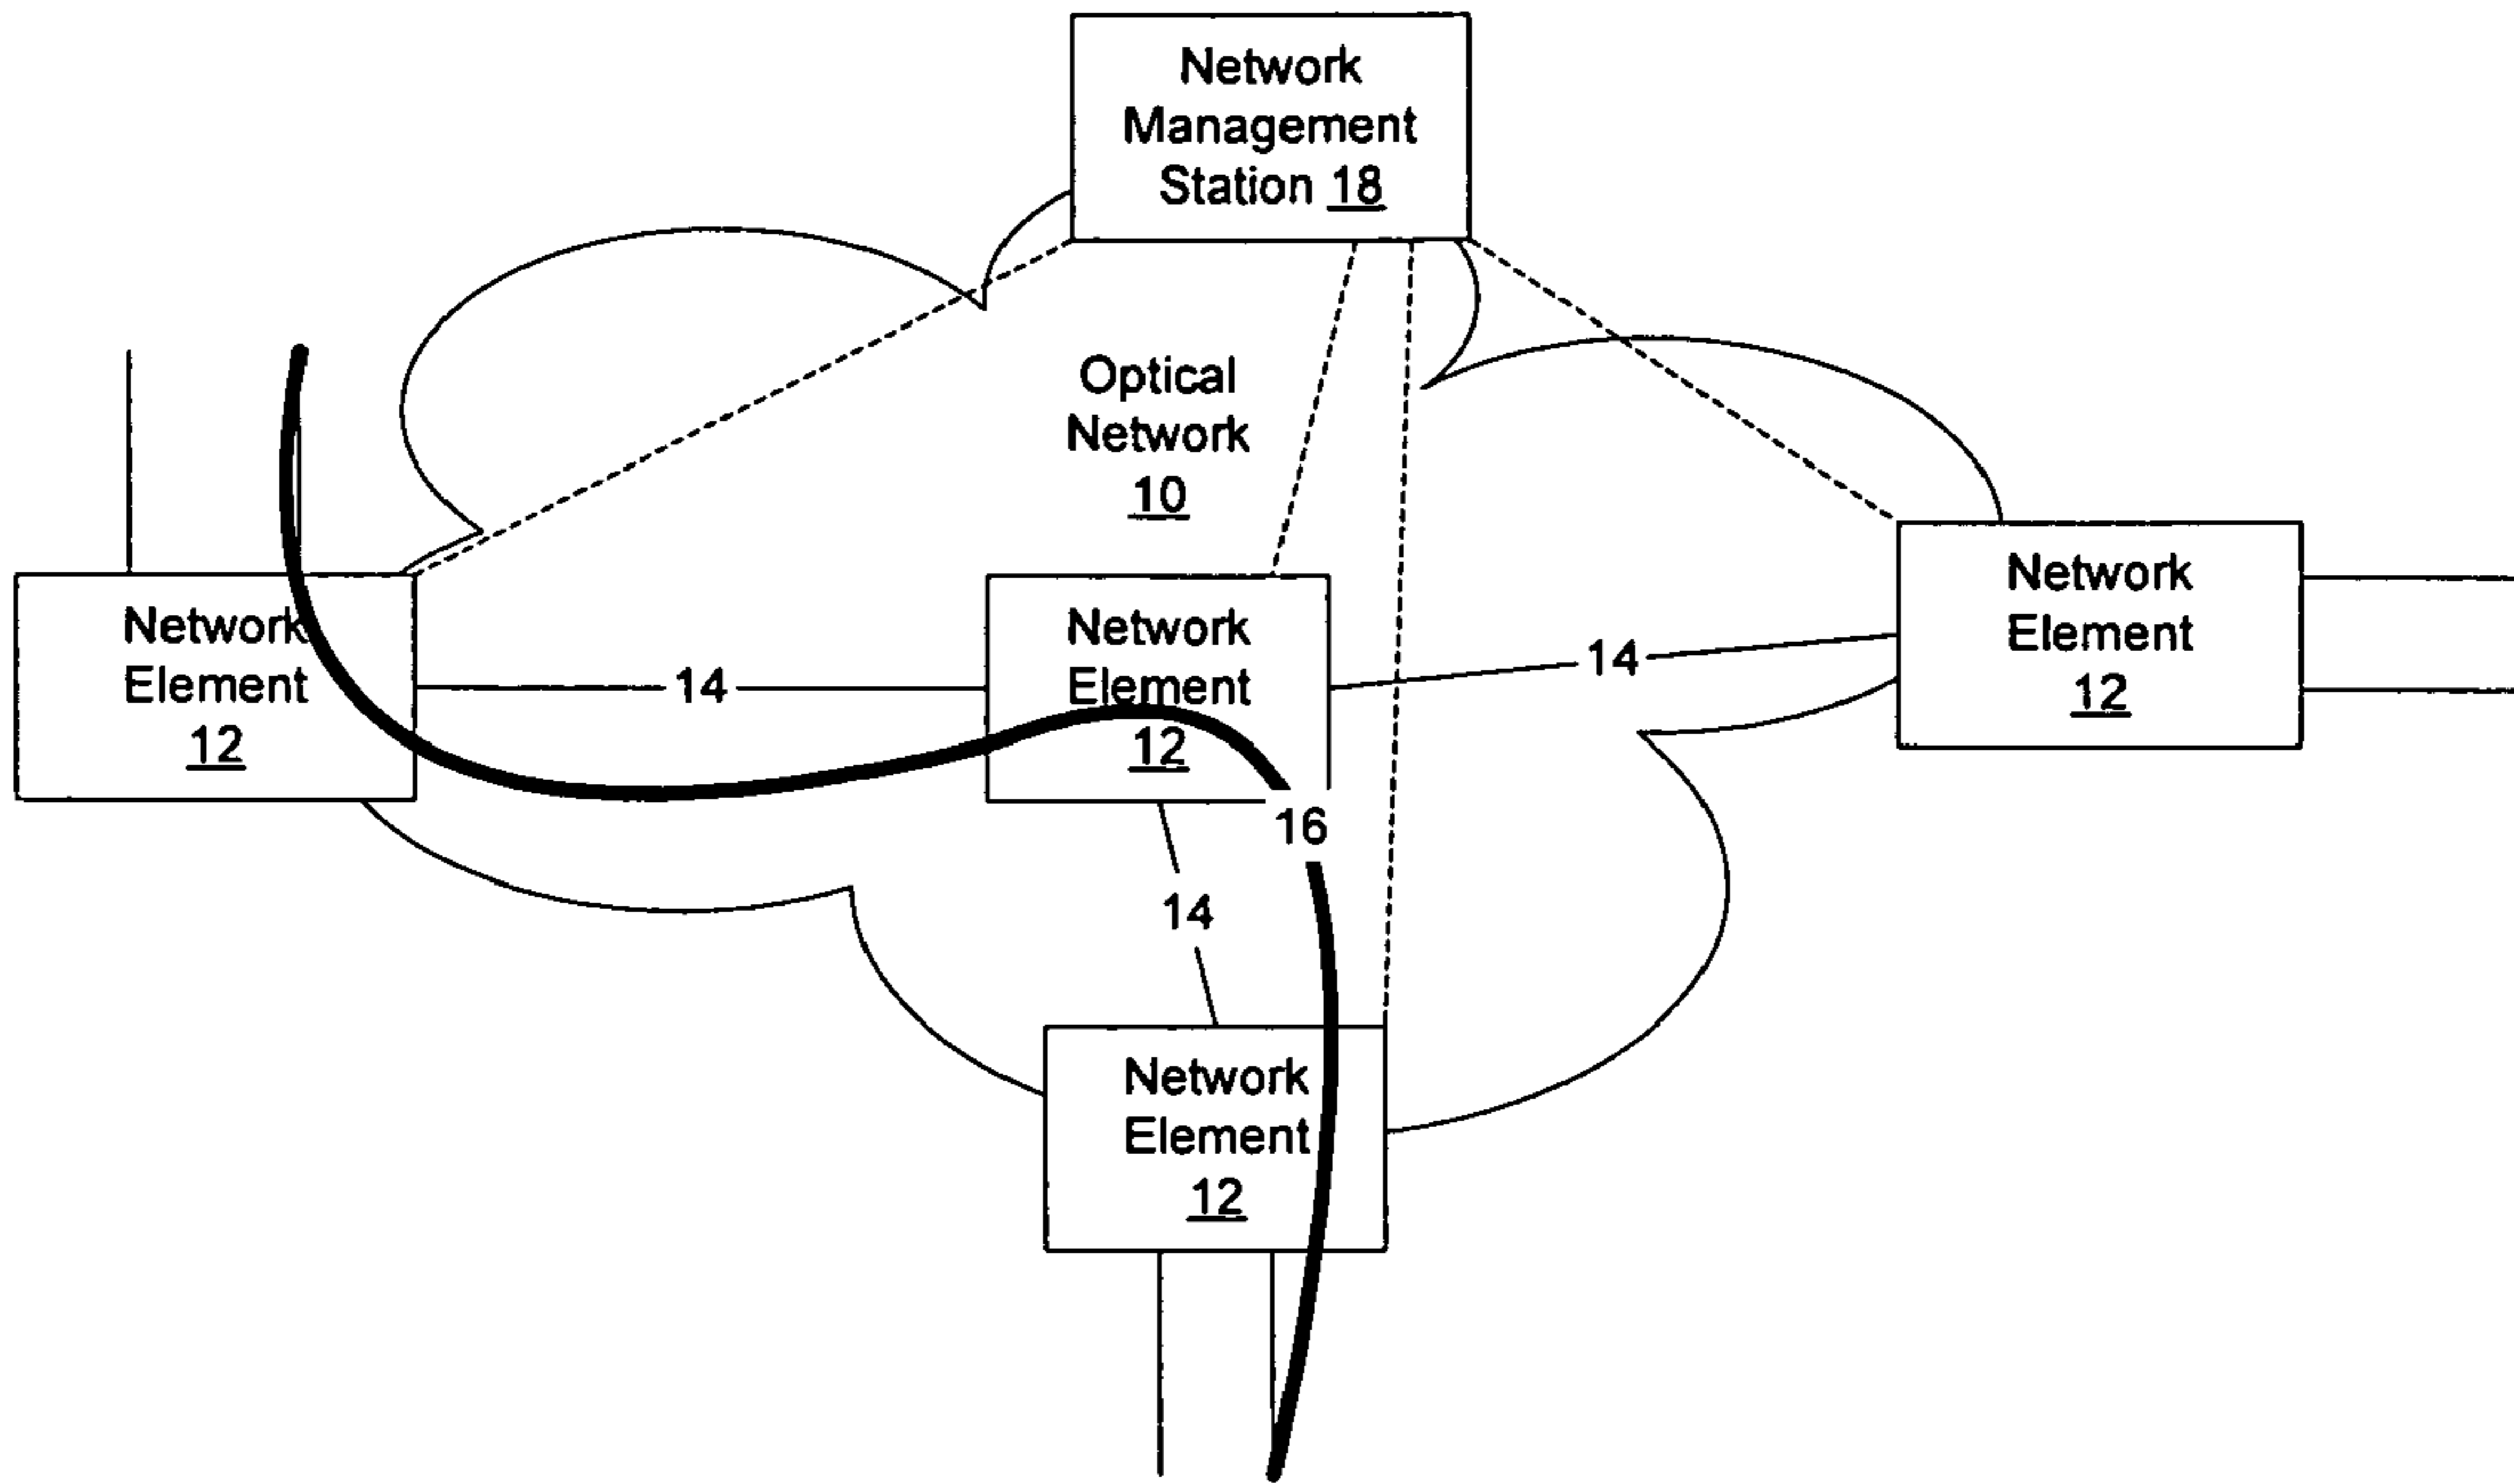 Network
Management
Station 18
Optical
Network
10
Network
Element
12
14
Network
Element
12
14
Network
Element
12
16
14
Network
Element
12